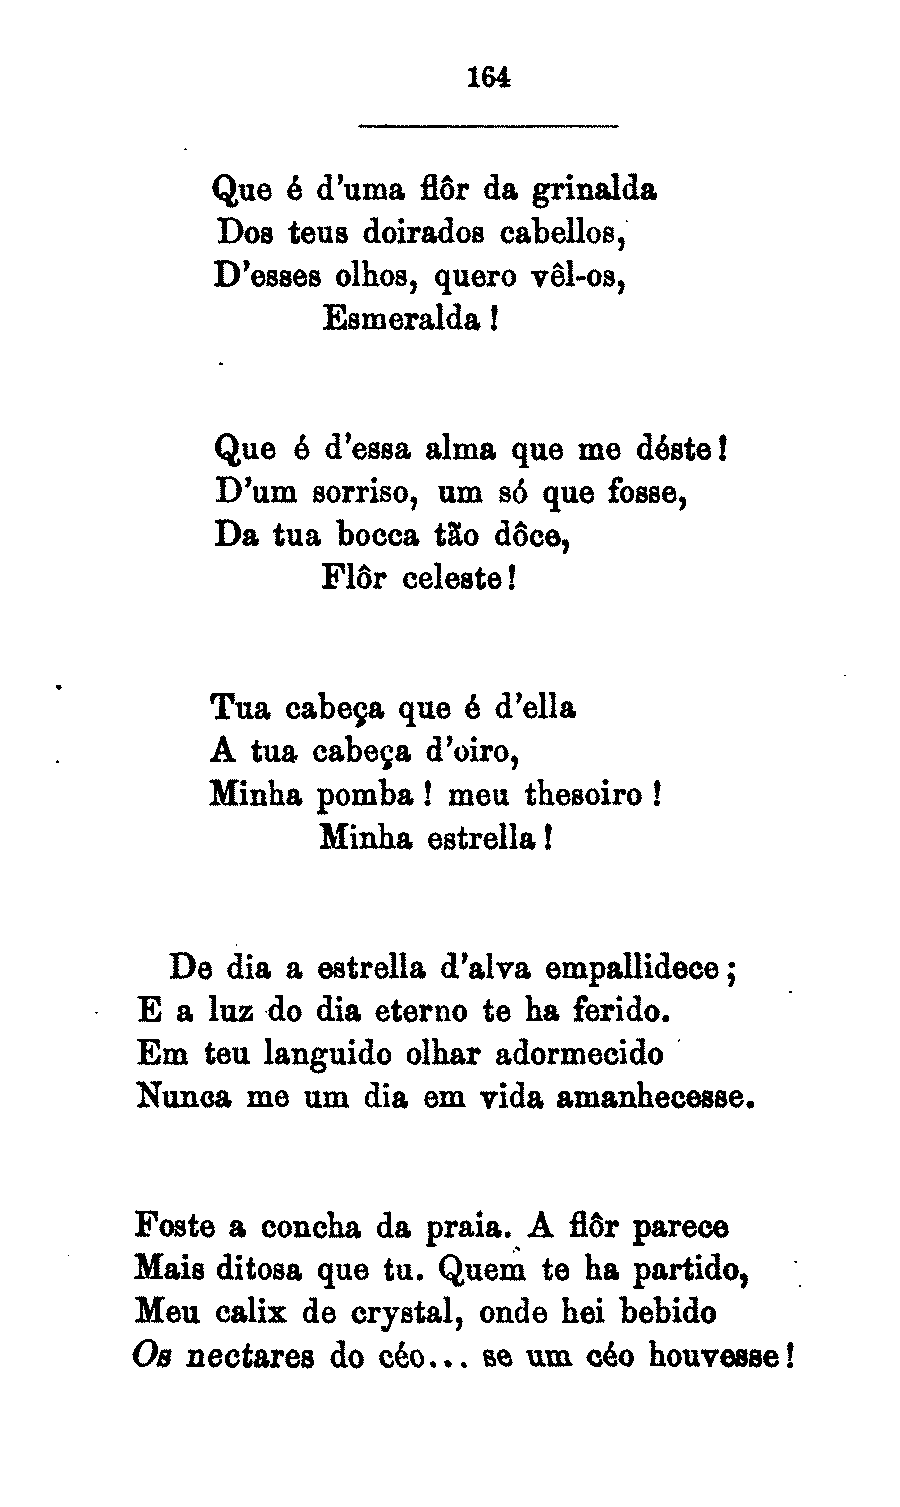 164
Que é d'uma flôr da grinalda
Dos teus doirados cabellos,
D'esses olhos, quero vêl-os,
Esmeralda !
Que é d'essa alma que me déste!
D'um sorriso, um só que fosse,
Da tua bocca tão dôce,
Flôr celeste!
Tua cabeça que é d'ella
A tua cabeça d'oiro,
Minha pomba ! meu thesoiro !
Minha estrella !
De dia a estrella d'alva empallidece ;
E a luz do dia eterno te ha ferido.
Em teu languido olhar adormecido
Nunca me um dia em vida amanhecesse.
Foste a concha da praia. A flôr parece
Mais ditosa que tu. Quem te ha partido,
Meu calix de crystal, onde hei bebido
Os nectares do céo... se um céo houvesse!